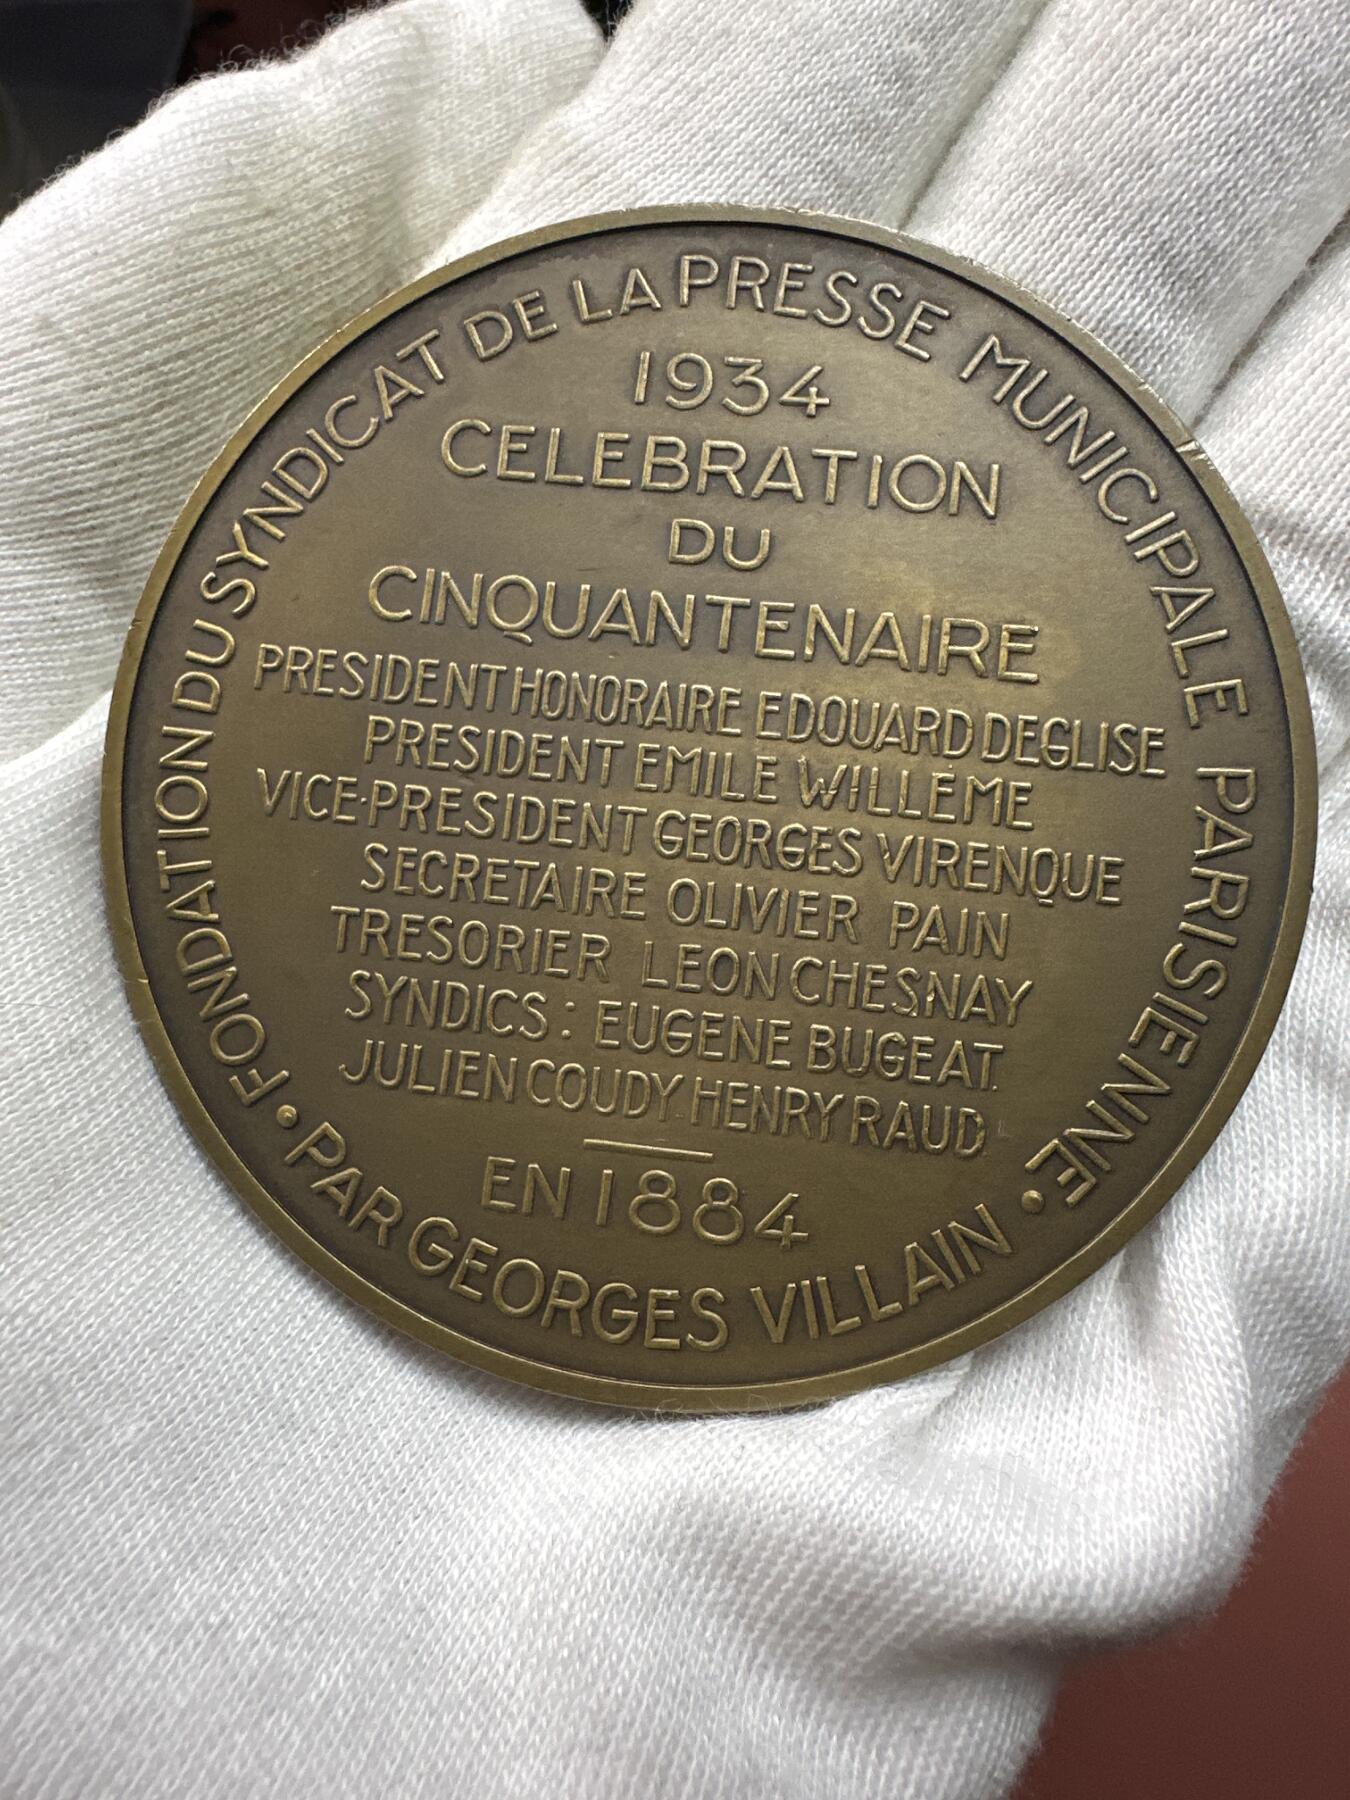 FONDATION DU SYNDICAT DE LA PRESSE MUNICIPALE PARISIENNE
1934
CELEBRATION
DU
CINQUANTENAIRE
PRESIDENT HONORAIRE EDOUARD DEGLISE
PRESIDENT EMILE WILLEME
VICE-PRESIDENT GEORGES VIRENQUE
SECRETAIRE OLIVIER PAIN
TRESORIER LEON CHESNAY
SYNDICS : EUGENE BUGEAT.
JULIEN COUDY HENRY RAUD
EN 1884
• PAR GEORGES VILLAIN •